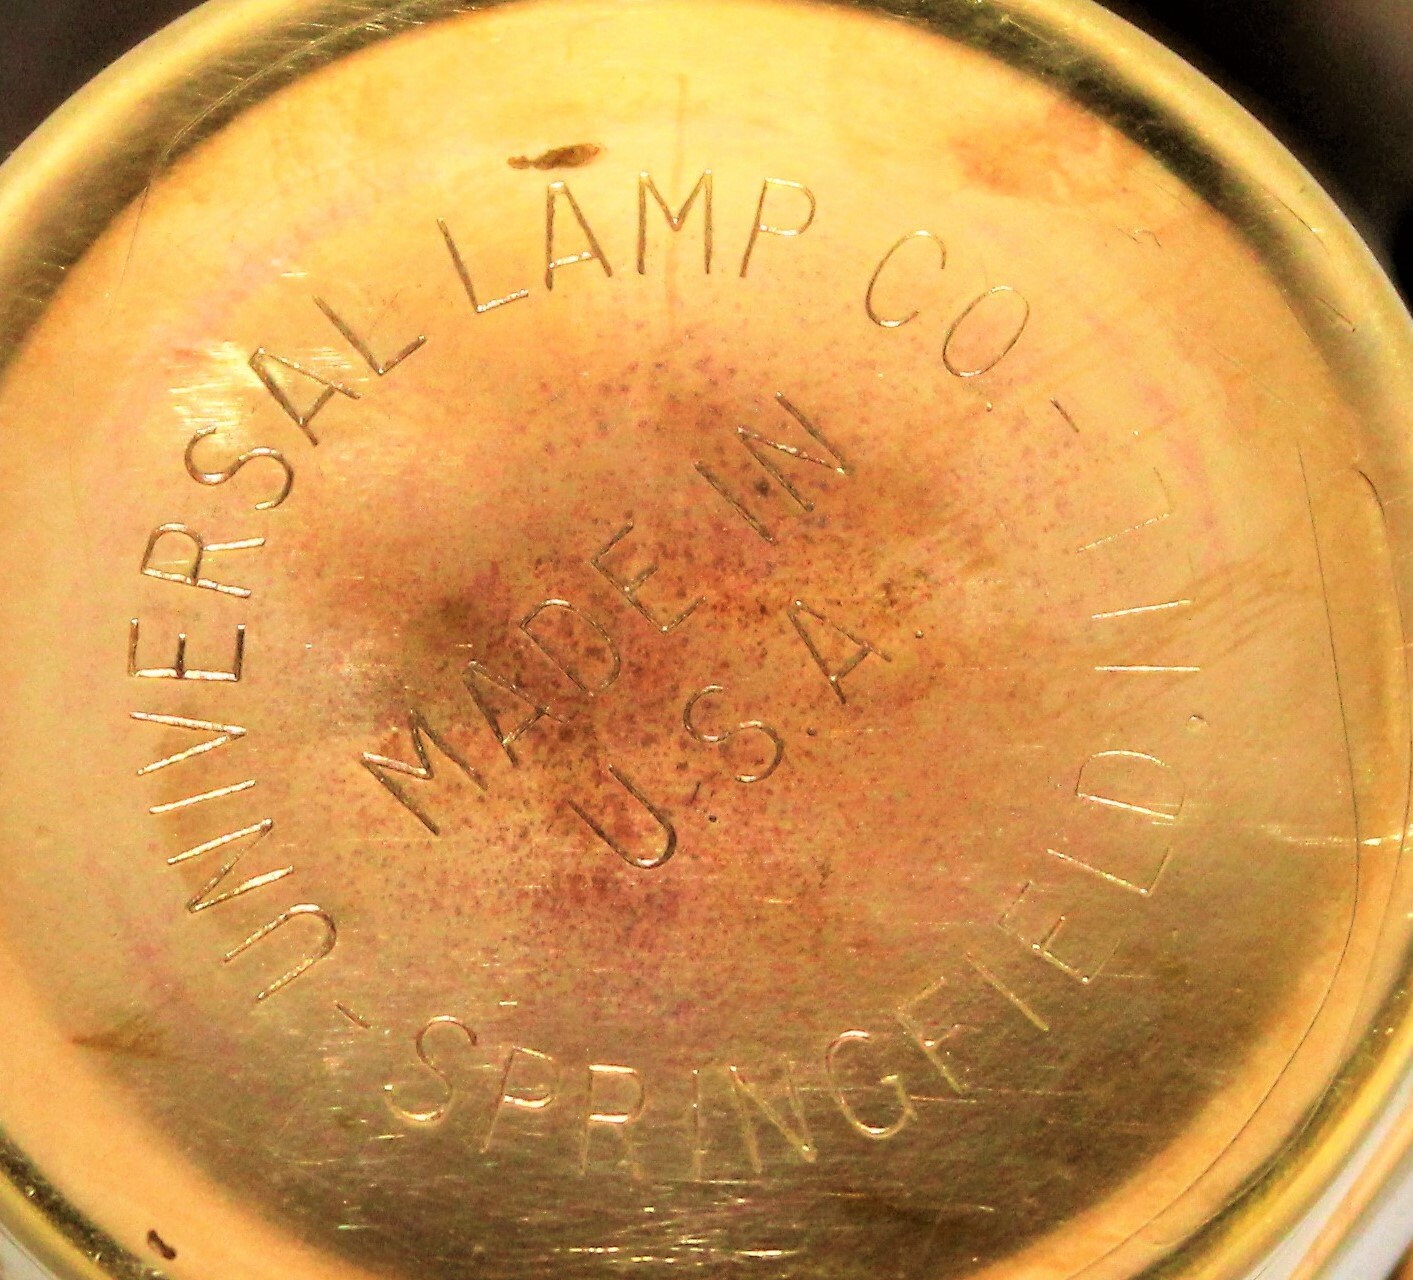 UNIVERSAL LAMP CO. - SPRINGFIELD. ILL -
MADE IN
U.S.A.